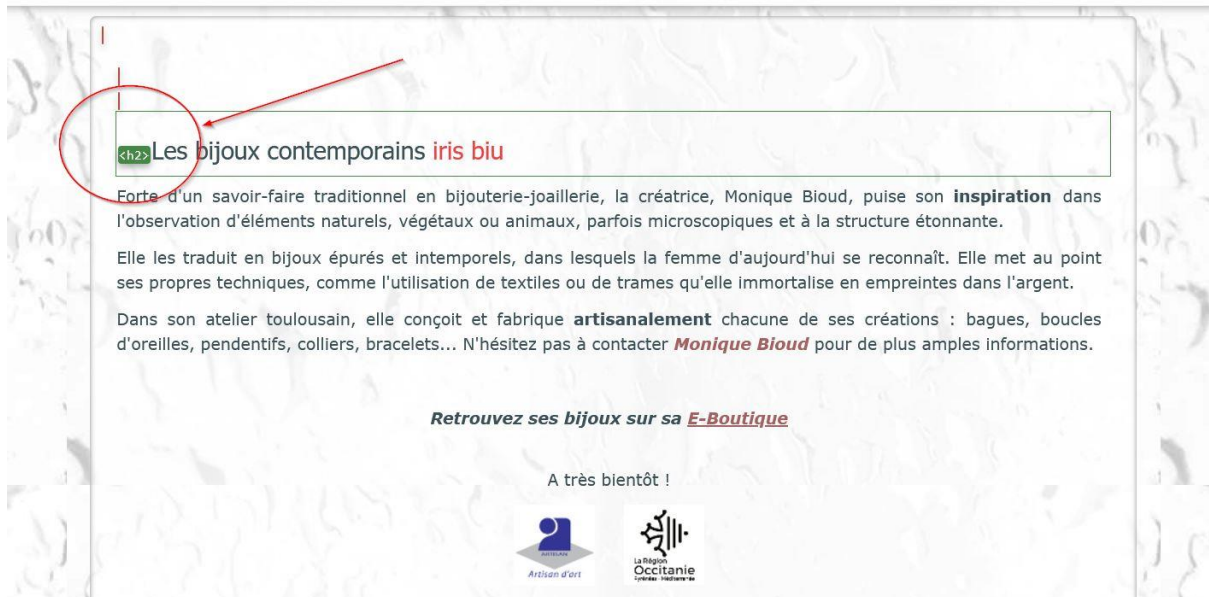 <h2>Les bijoux contemporains iris biu
Forte d'un savoir-faire traditionnel en bijouterie-joaillerie, la créatrice, Monique Bioud, puise son inspiration dans
l'observation d'éléments naturels, végétaux ou animaux, parfois microscopiques et à la structure étonnante.
Elle les traduit en bijoux épurés et intemporels, dans lesquels la femme d'aujourd'hui se reconnaît. Elle met au point
ses propres techniques, comme l'utilisation de textiles ou de trames qu'elle immortalise en empreintes dans l'argent.
Dans son atelier toulousain, elle conçoit et fabrique artisanalement chacune de ses créations : bagues, boucles
d'oreilles, pendentifs, colliers, bracelets... N'hésitez pas à contacter Monique Bioud pour de plus amples informations.
Retrouvez ses bijoux sur sa E-Boutique
A très bientôt !
ARTISAN
Artisan d'art
La Région
Occitanie
Pyrénées - Méditerranée